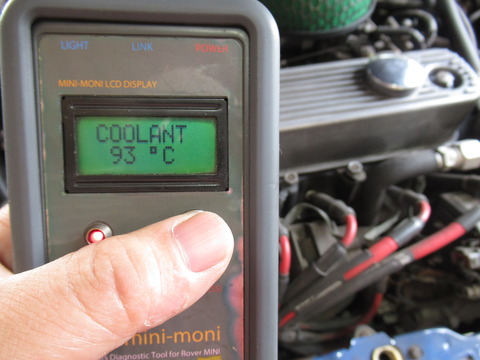 LIGHT LINK POWER
MINI-MONI LCD DISPLAY
COOLANT
93 °C
mini-moni
Diagnostic Tool for Rover MINI